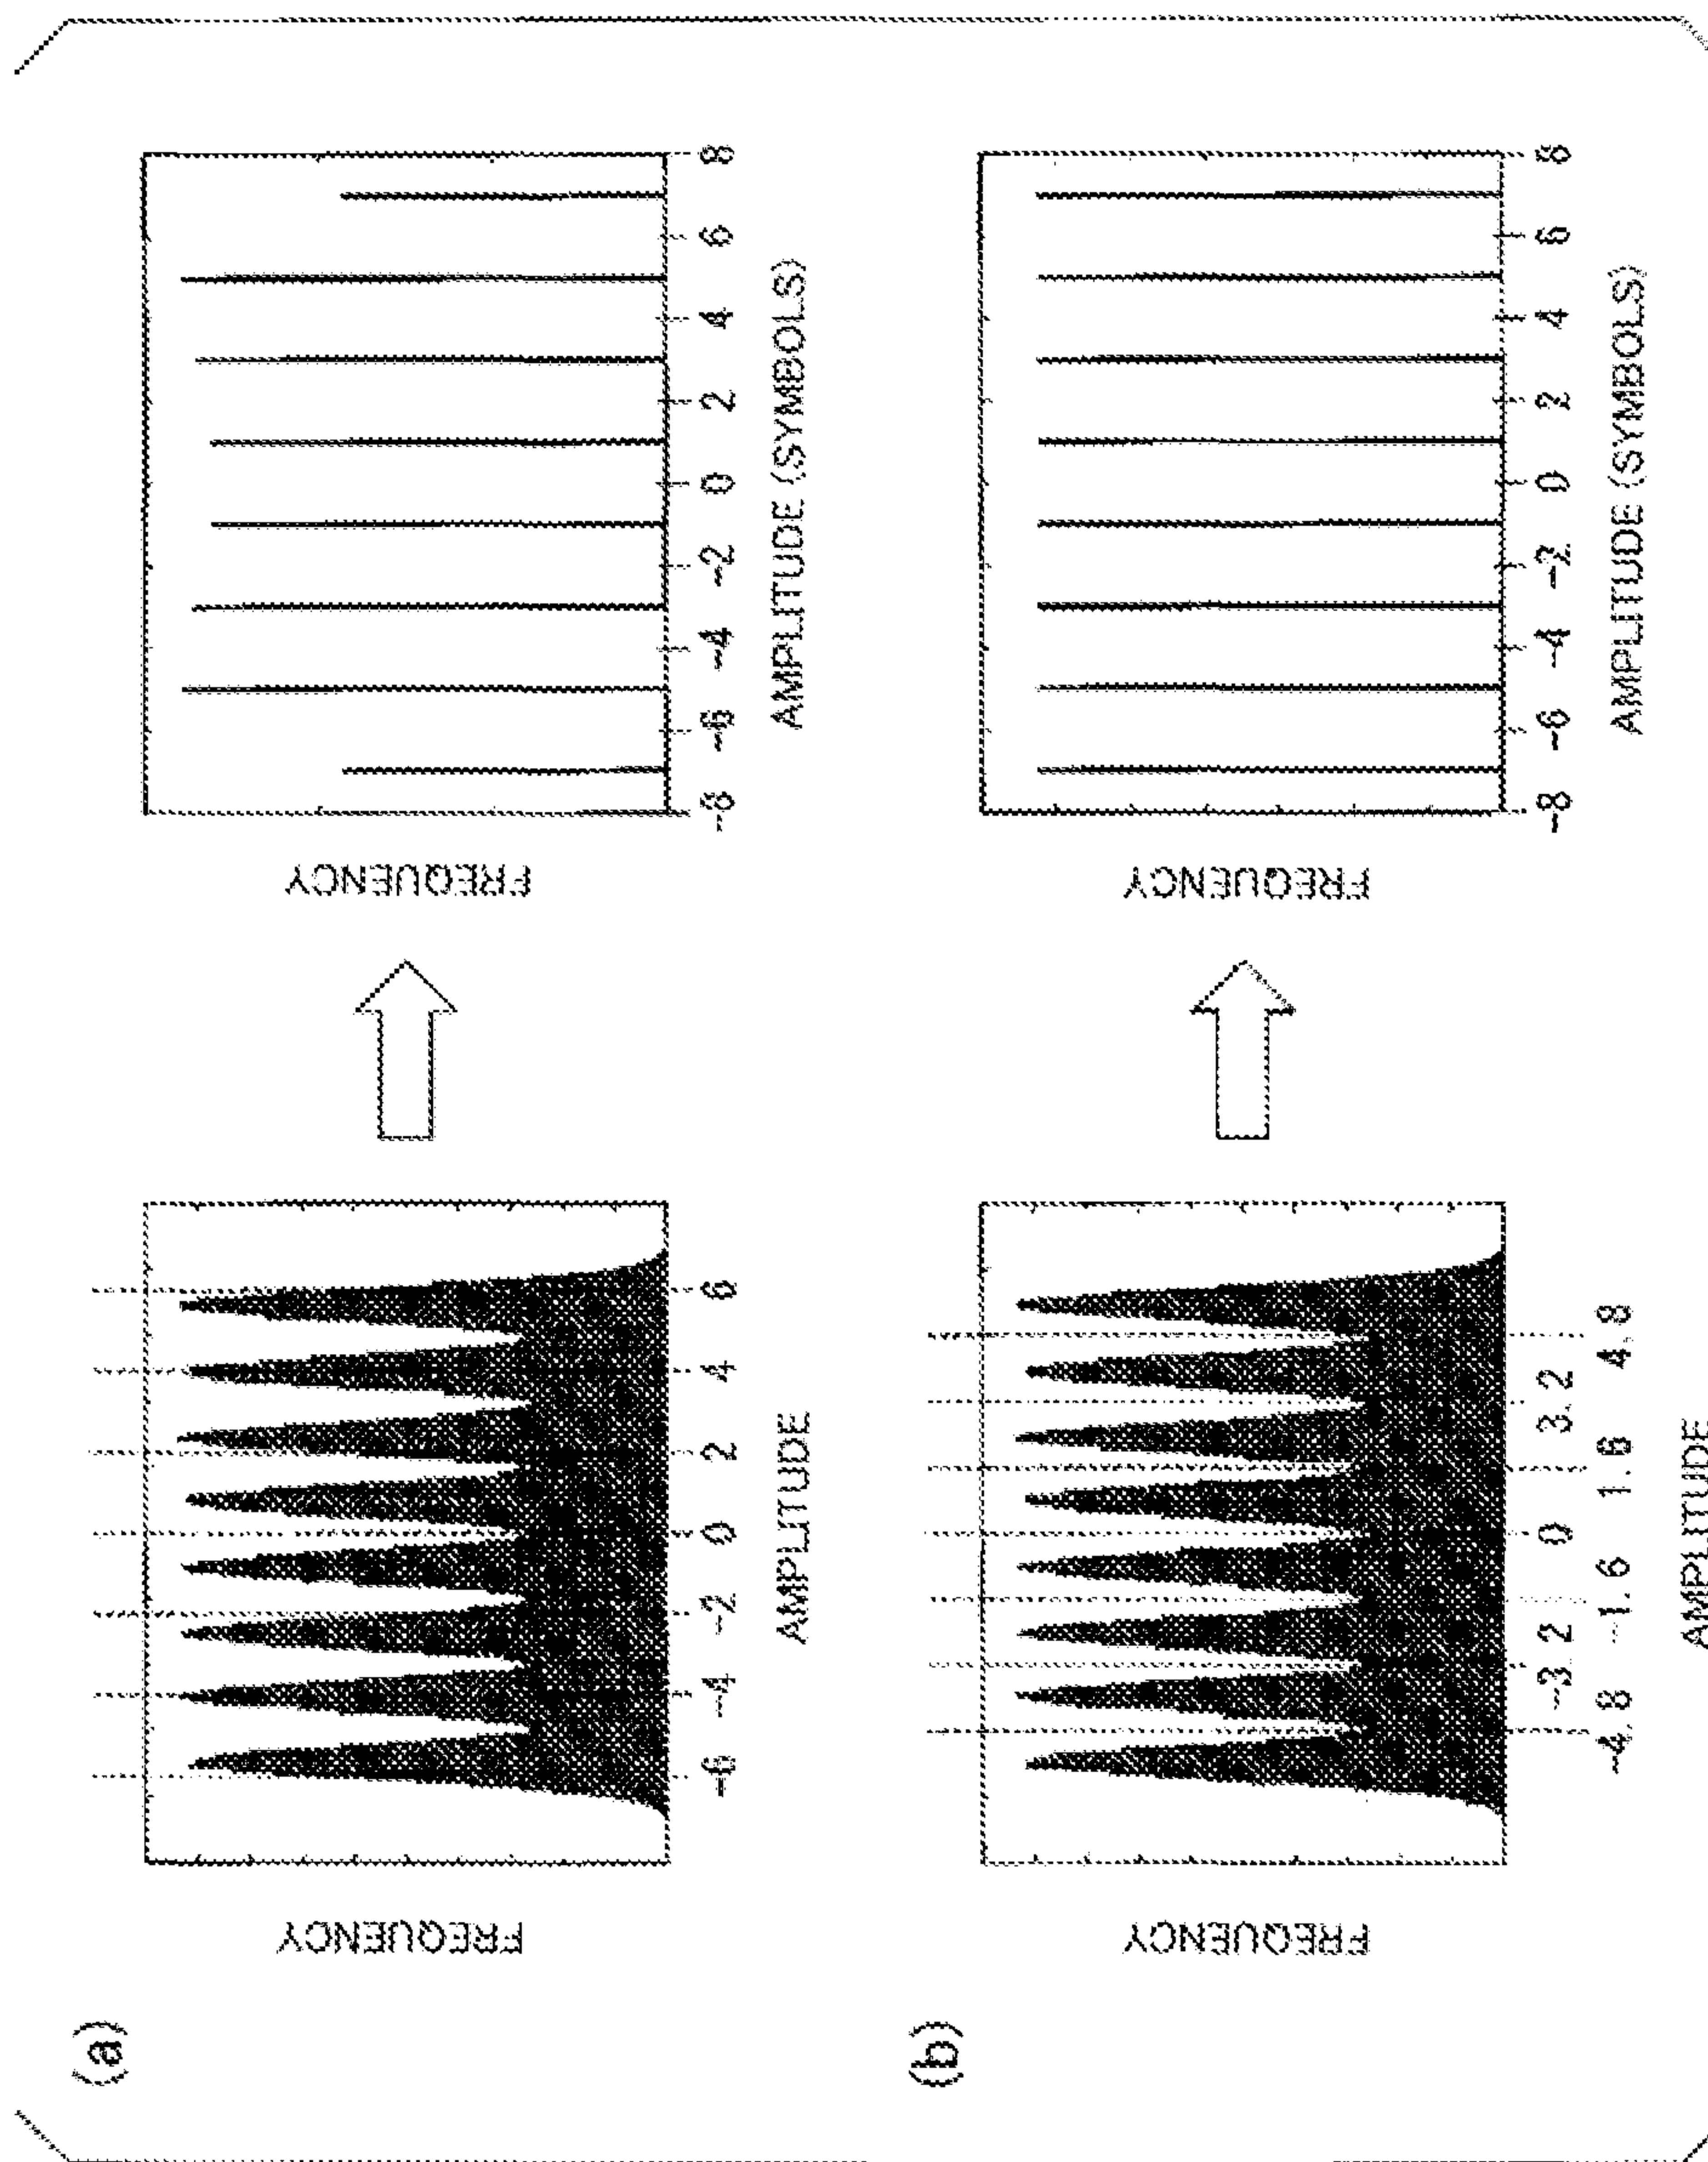 (a)
FREQUENCY
-6 -4 -2 0 2 4 6
AMPLITUDE
FREQUENCY
-8 -6 -4 -2 0 2 4 6 8
AMPLITUDE (SYMBOLS)
(b)
FREQUENCY
-4.8 -3.2 -1.6 0 1.6 3.2 4.8
AMPLITUDE
FREQUENCY
-8 -6 -4 -2 0 2 4 6 8
AMPLITUDE (SYMBOLS)